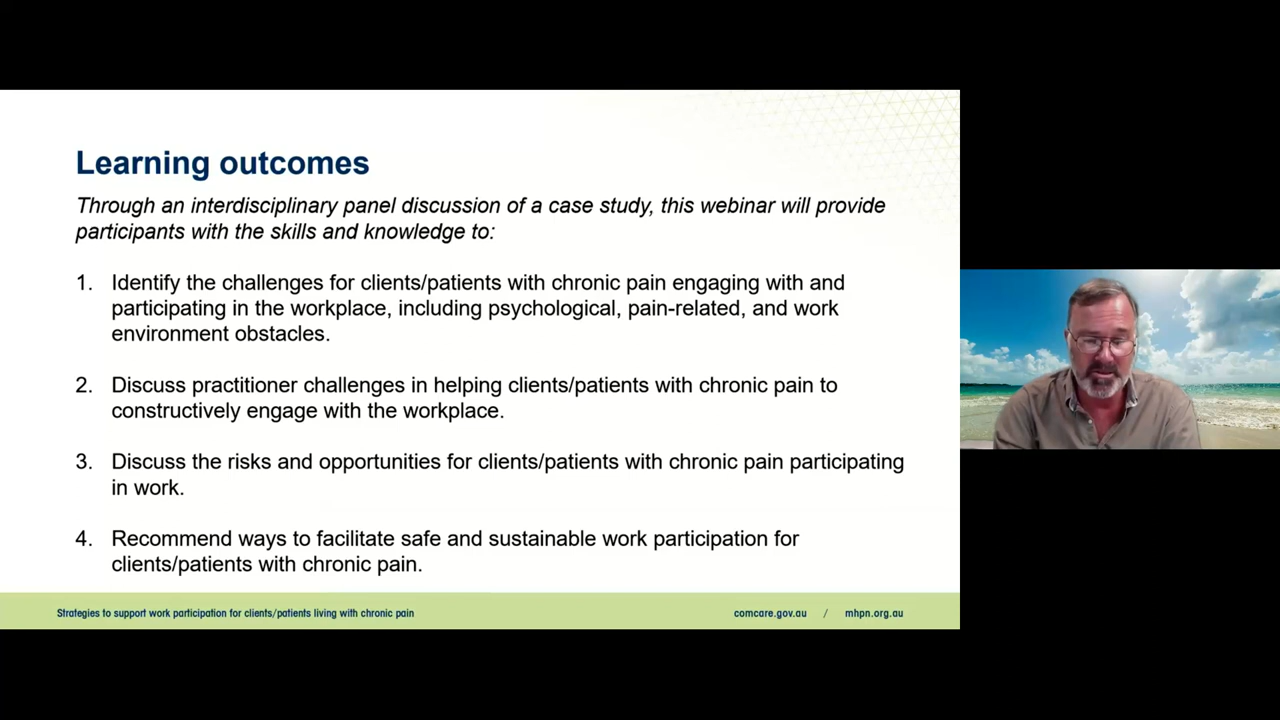 Learning outcomes
Through an interdisciplinary panel discussion of a case study, this webinar will provide
participants with the skills and knowledge to:
1. Identify the challenges for clients/patients with chronic pain engaging with and
participating in the workplace, including psychological, pain-related, and work
environment obstacles.
2. Discuss practitioner challenges in helping clients/patients with chronic pain to
constructively engage with the workplace.
3. Discuss the risks and opportunities for clients/patients with chronic pain participating
in work.
4. Recommend ways to facilitate safe and sustainable work participation for
clients/patients with chronic pain.
Strategies to support work participation for clients/patients living with chronic pain comcare.gov.au / mhpn.org.au